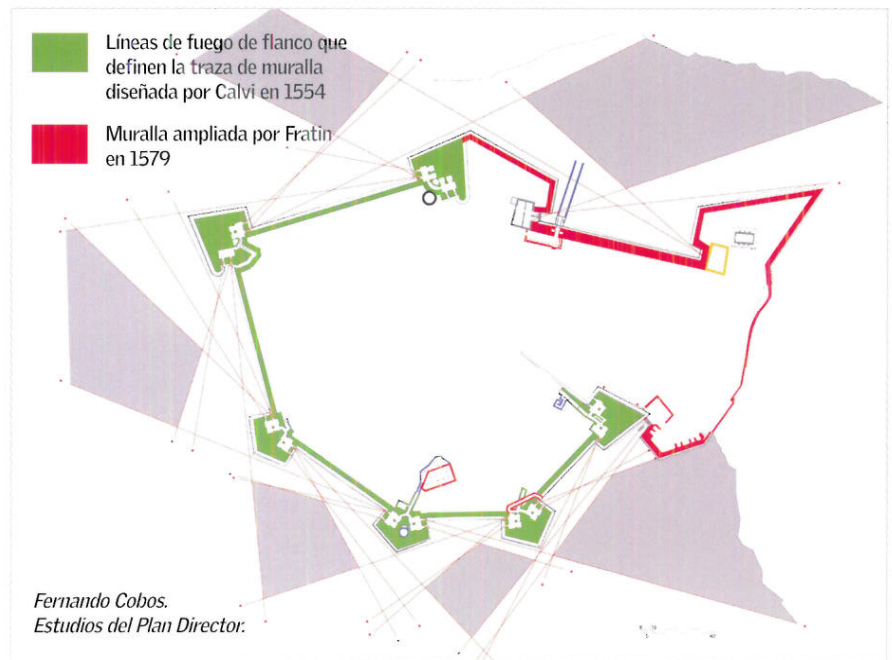 Líneas de fuego de flanco que
definen la traza de muralla
diseñada por Calvi en 1554
Muralla ampliada por Fratin
en 1579
Fernando Cobos.
Estudios del Plan Director.